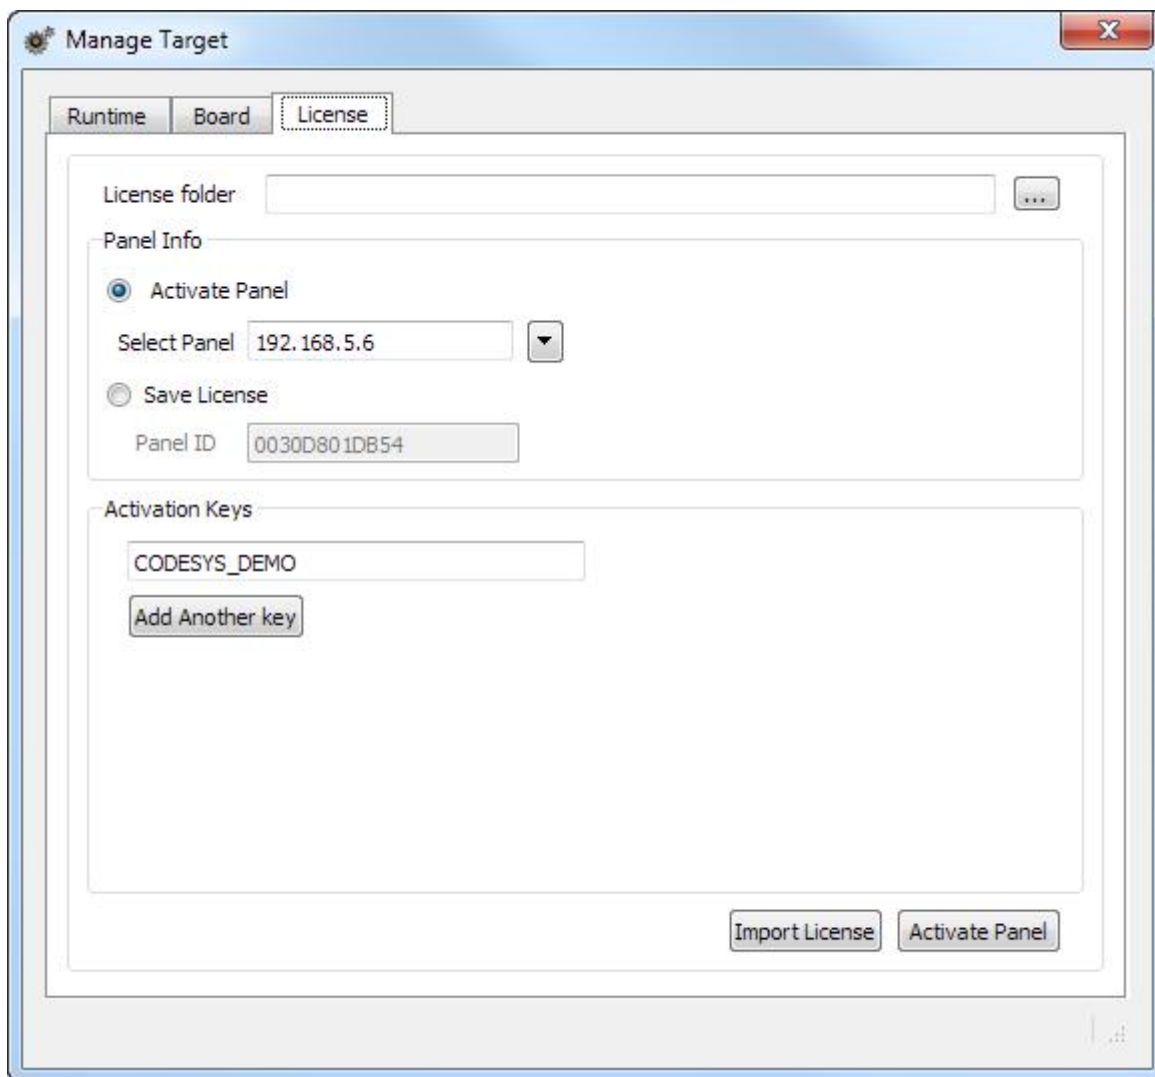 Manage Target
Runtime Board License
License folder ...
Panel Info
Activate Panel
Select Panel 192.168.5.6
Save License
Panel ID 0030D801DB54
Activation Keys
CODESYS_DEMO
Add Another key
Import License Activate Panel